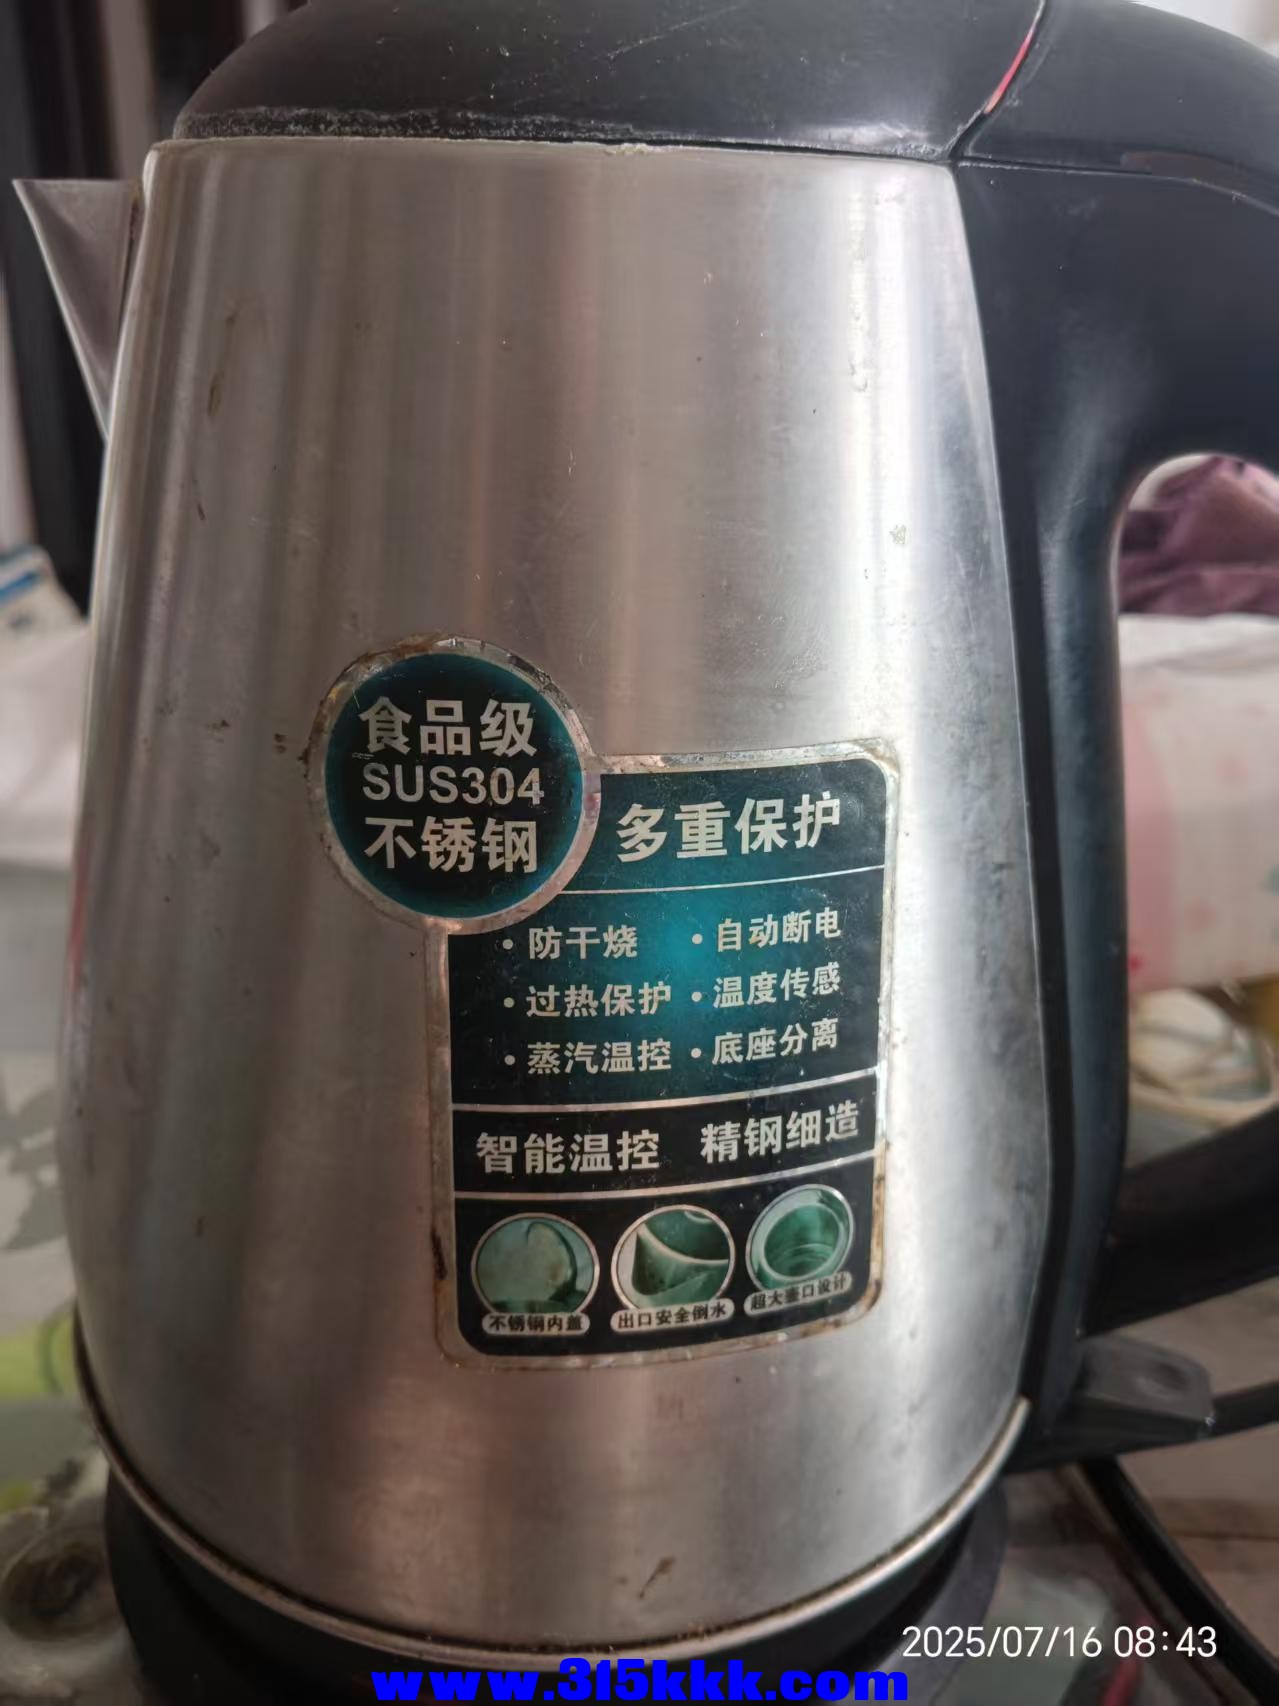 食品级
SUS304
不锈钢
多重保护
·防干烧 ·自动断电
·过热保护 ·温度传感
·蒸汽温控 ·底座分离
智能温控 精钢细造
不锈钢内盖 出口安全倒水 超大壶口设计
2025/07/16 08:43
www.315kkk.com